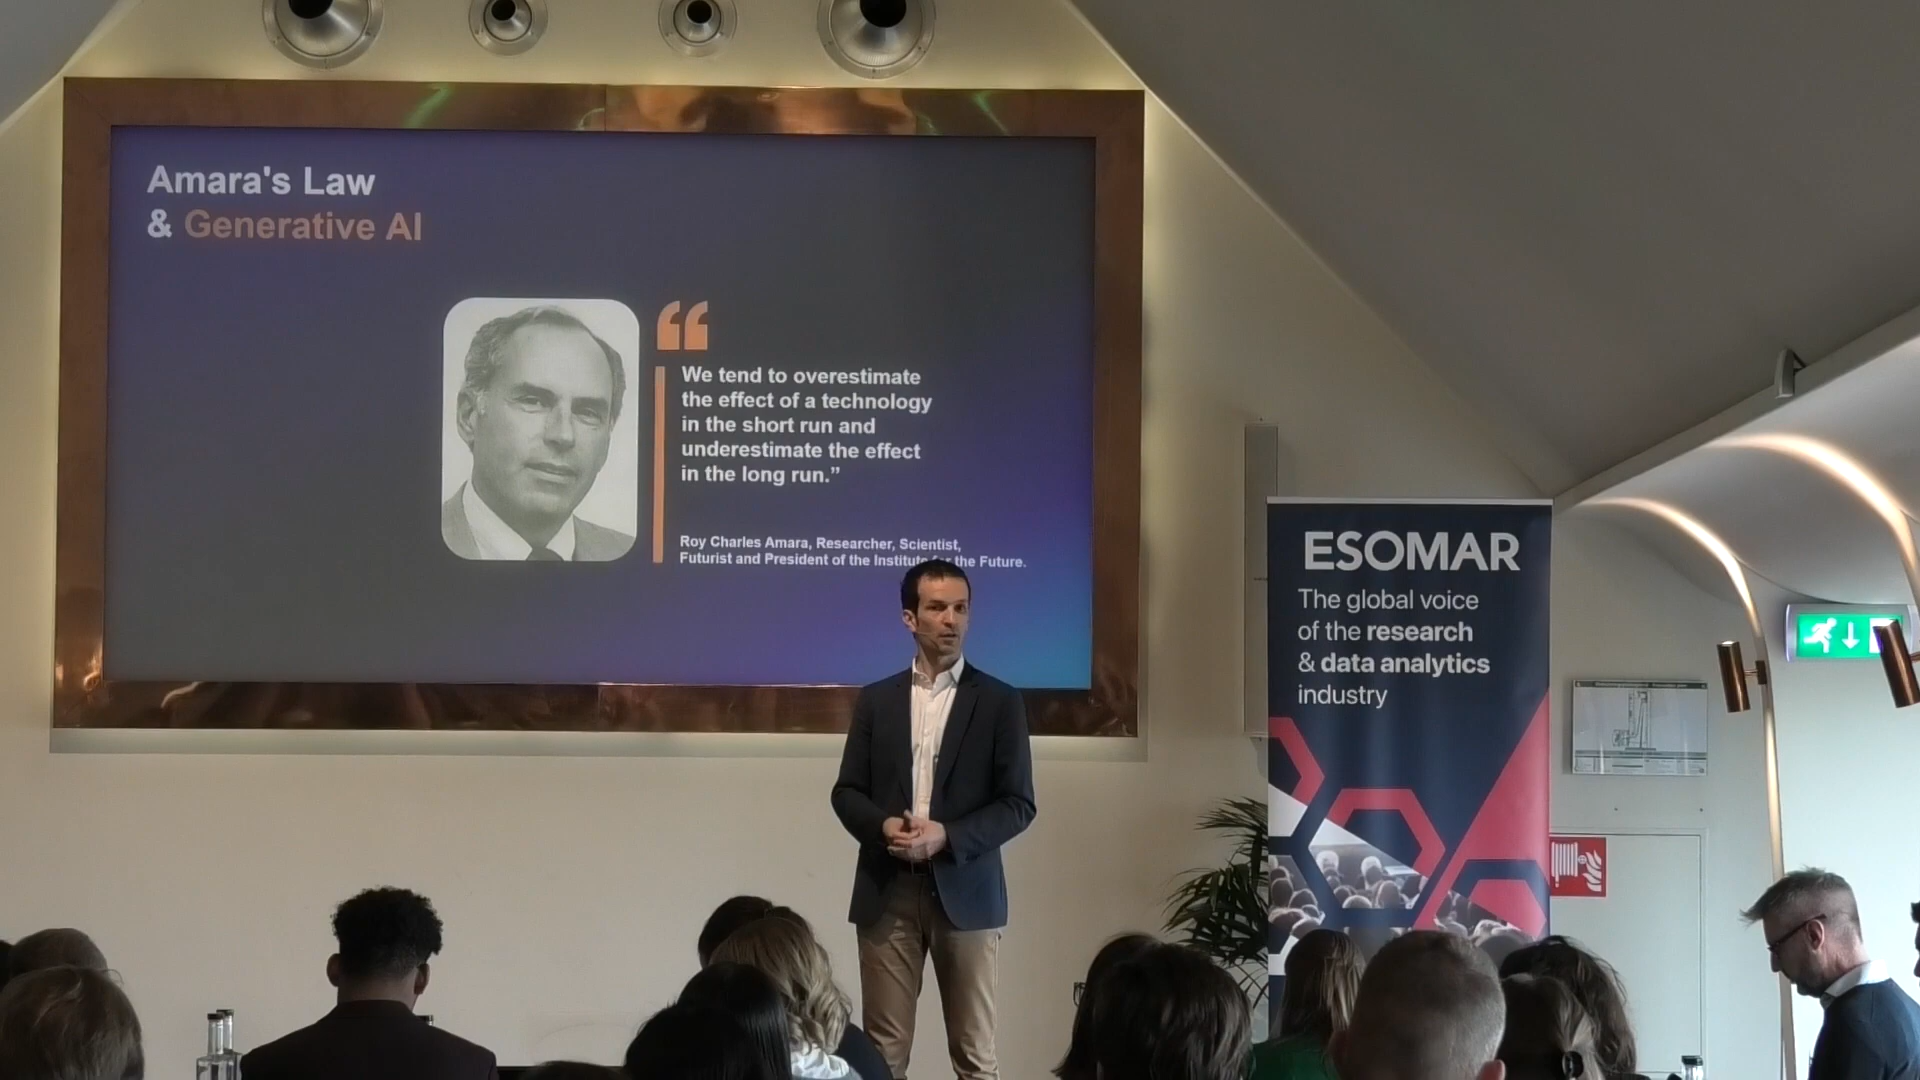 Amara's Law
& Generative AI
“
We tend to overestimate
the effect of a technology
in the short run and
underestimate the effect
in the long run.”
Roy Charles Amara, Researcher, Scientist,
Futurist and President of the Institute for the Future.
ESOMAR
The global voice
of the research
& data analytics
industry